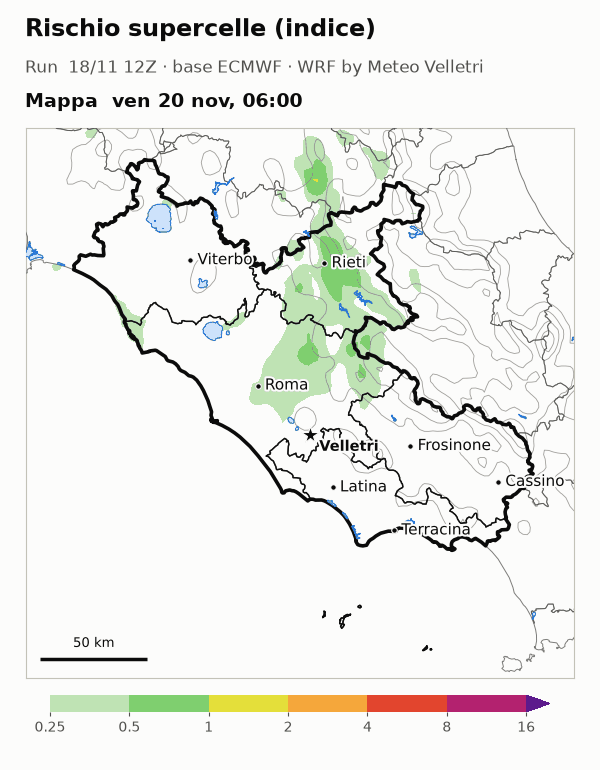 Rischio supercelle (indice)
Run  18/11 12Z · base ECMWF · WRF by Meteo Velletri
Mappa  ven 20 nov, 06:00
Viterbo
Rieti
Roma
Velletri
Frosinone
Latina
Cassino
Terracina
50 km
0.25 0.5 1 2 4 8 16